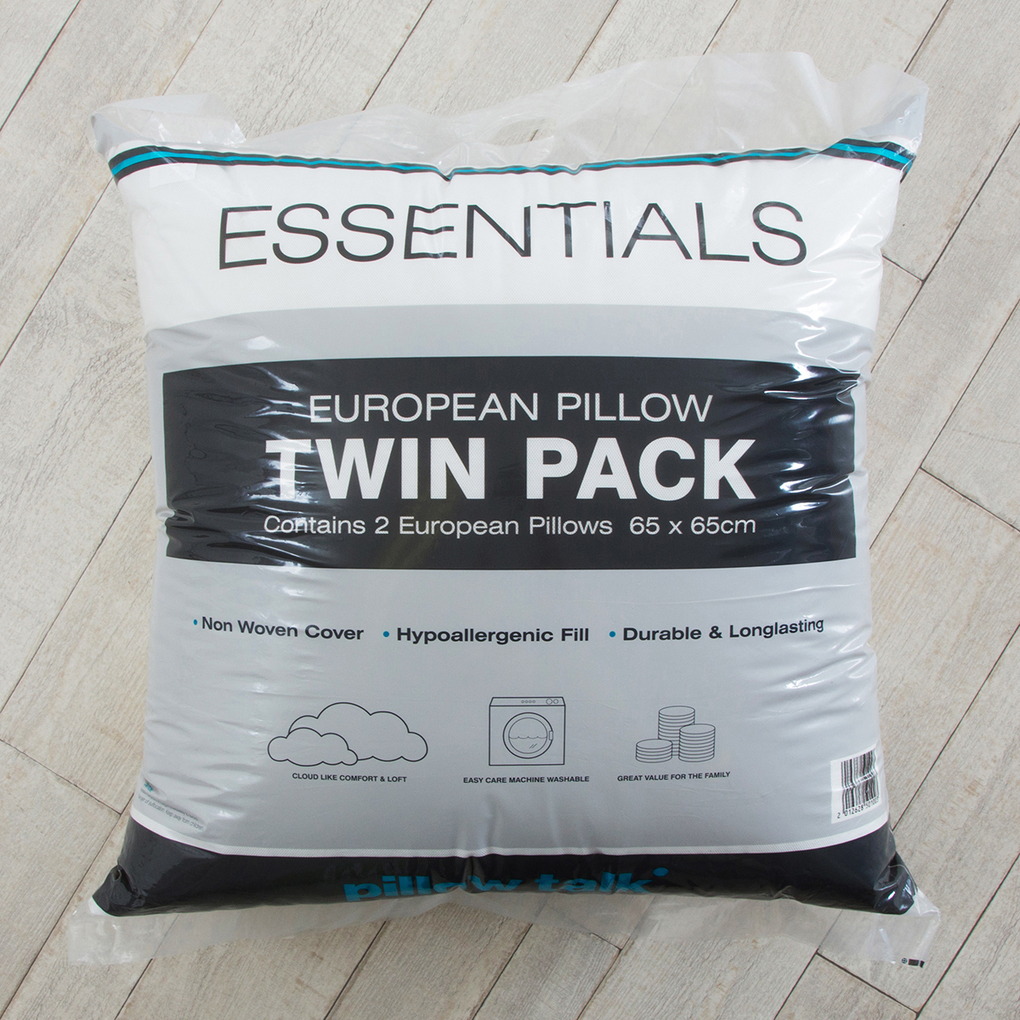 ESSENTIALS
EUROPEAN PILLOW
TWIN PACK
Contains 2 European Pillows 65 x 65cm
• Non Woven Cover • Hypoallergenic Fill • Durable & Longlasting
CLOUD LIKE COMFORT & LOFT
EASY CARE MACHINE WASHABLE
GREAT VALUE FOR THE FAMILY
pillow talk